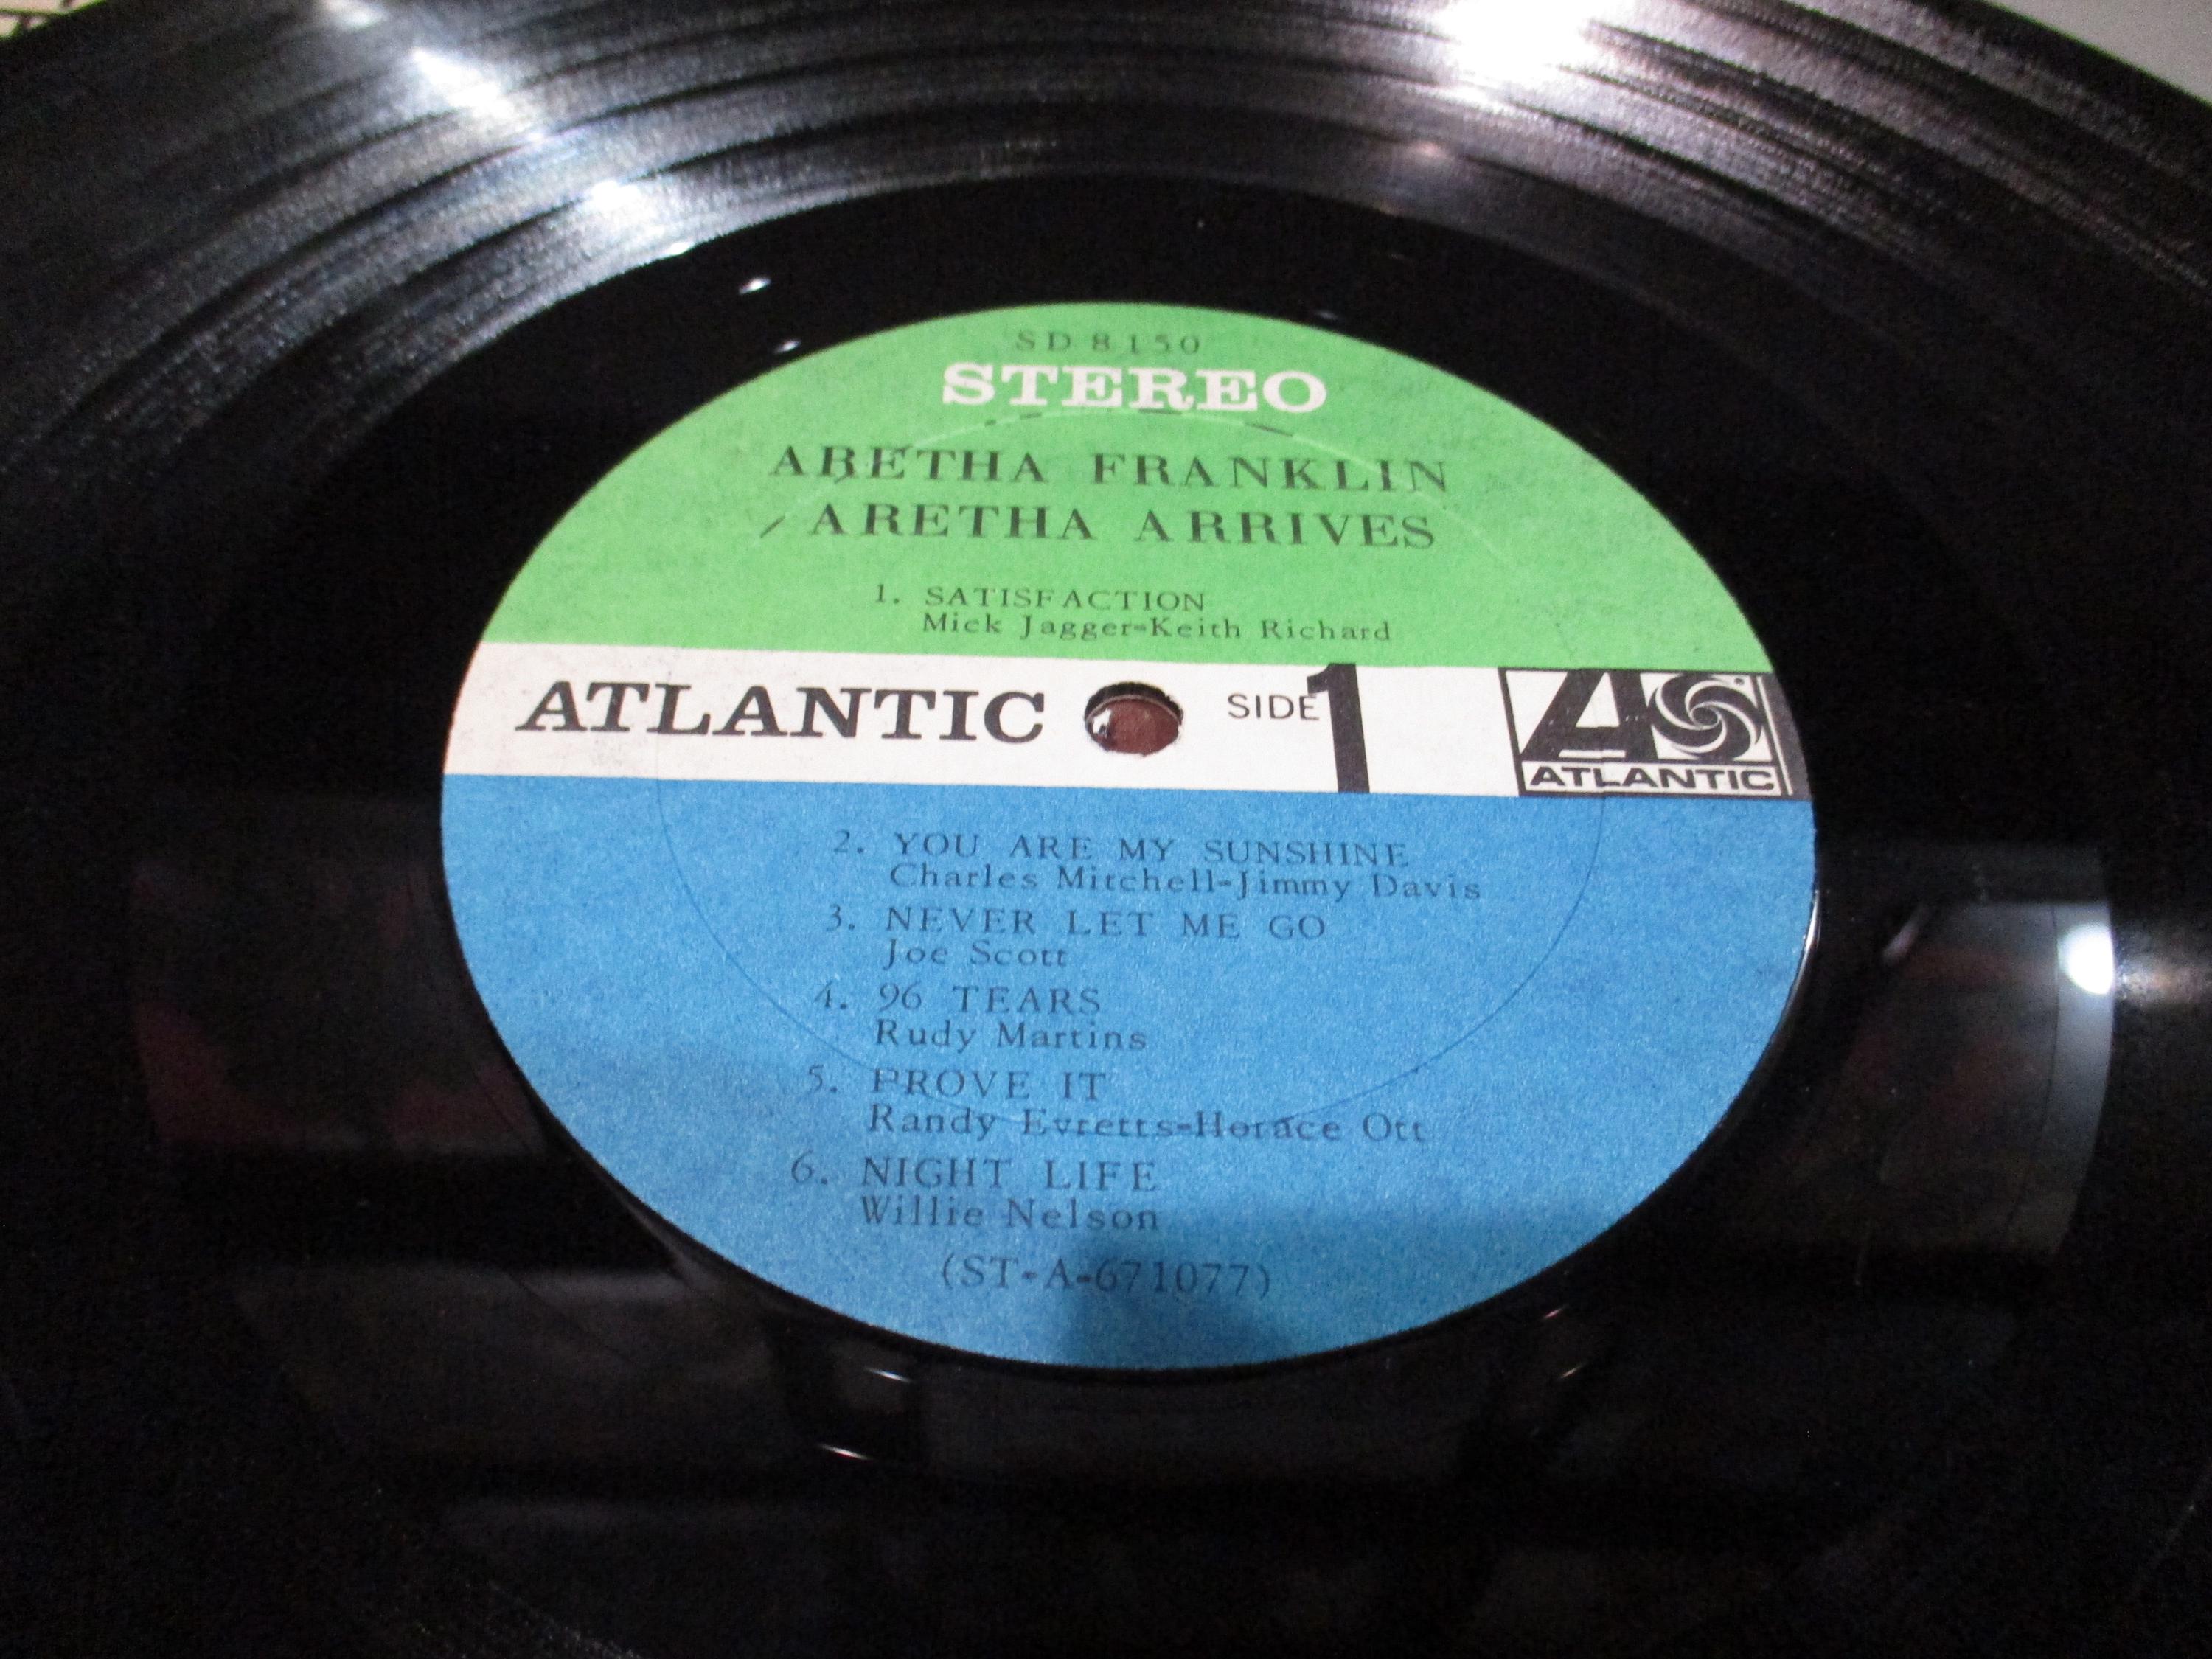 SD 8150
STEREO
ARETHA FRANKLIN
ARETHA ARRIVES
1. SATISFACTION
Mick Jagger-Keith Richard
ATLANTIC SIDE 1
ATLANTIC
2. YOU ARE MY SUNSHINE
Charles Mitchell-Jimmy Davis
3. NEVER LET ME GO
Joe Scott
4. 96 TEARS
Rudy Martins
5. PROVE IT
Randy Evretts-Horace Ott
6. NIGHT LIFE
Willie Nelson
(ST-A-671077)